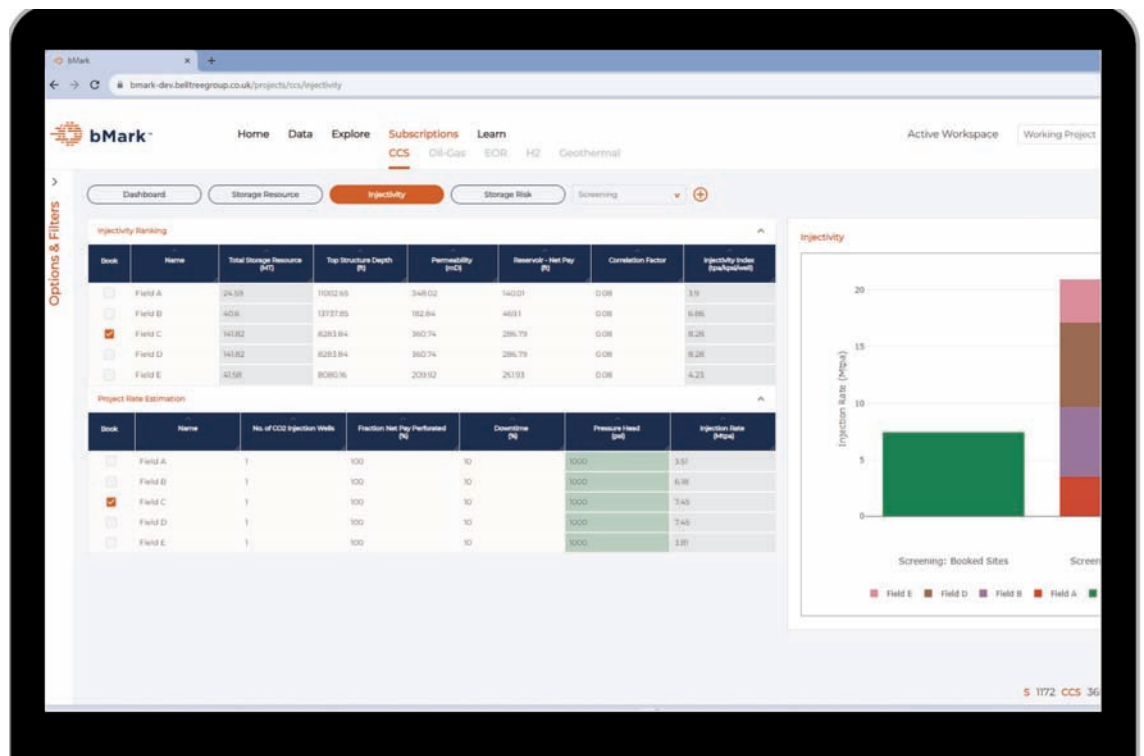 bMark
bmark-dev.belltreegroup.co.uk/projects/ccs/injectivity
bMark
Home Data Explore Subscriptions Learn
Active Workspace Working Project
CCS Oil-Gas EOR H2 Geothermal
Options & Filters
Dashboard Storage Resource Injectivity Storage Risk Screening
Injectivity Ranking
Book Name Total Storage Resource (MT) Top Structure Depth (ft) Permeability (mD) Reservoir - Net Pay (ft) Correlation Factor Injectivity Index (tpa/kpsi/well)
Field A 24.59 11002.65 348.02 140.01 0.08 3.9
Field B 40.6 13737.85 182.84 469.1 0.08 6.86
Field C 141.82 8283.84 360.74 286.79 0.08 8.28
Field D 141.82 8283.84 360.74 286.79 0.08 8.28
Field E 41.58 8080.16 209.92 251.93 0.08 4.23
Project Rate Estimation
Book Name No. of CO2 Injection Wells Fraction Net Pay Perforated (%) Downtime (%) Pressure Head (psi) Injection Rate (Mtpa)
Field A 1 100 10 1000 3.51
Field B 1 100 10 1000 6.18
Field C 1 100 10 1000 7.45
Field D 1 100 10 1000 7.45
Field E 1 100 10 1000 3.81
Injectivity
Injection Rate (Mtpa)
20
15
10
5
0
Screening: Booked Sites
Screen
Field E Field D Field B Field A
S 1172 CCS 36